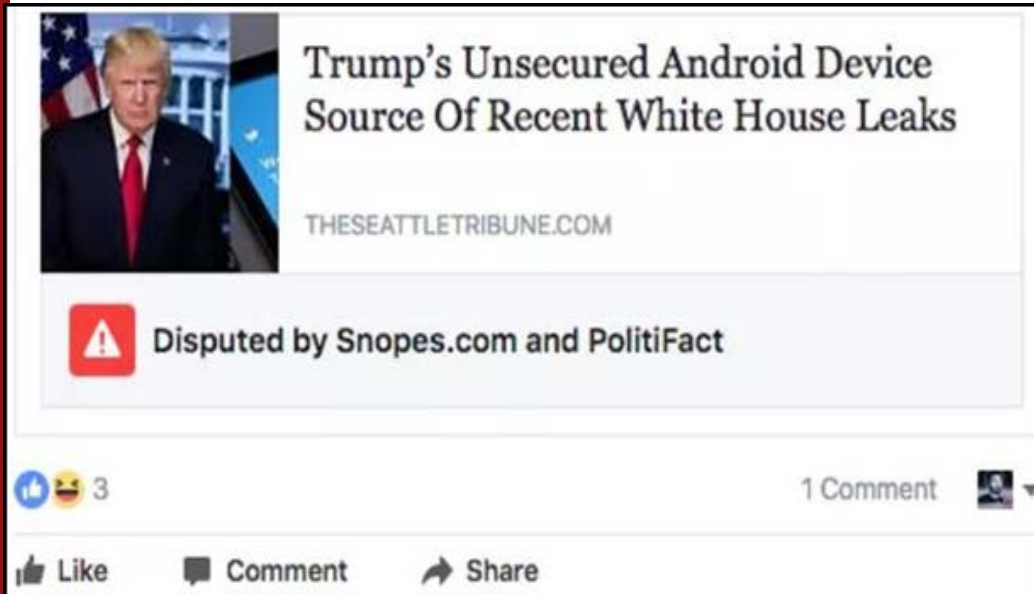 Trump's Unsecured Android Device
Source Of Recent White House Leaks
THESEATTLETRIBUNE.COM
Disputed by Snopes.com and PolitiFact
3
1 Comment
Like Comment Share